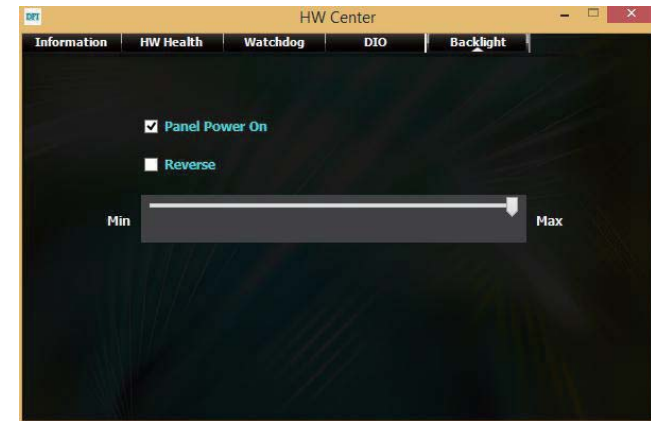 DFI
HW Center
Information HW Health Watchdog DIO Backlight
Panel Power On
Reverse
Min Max